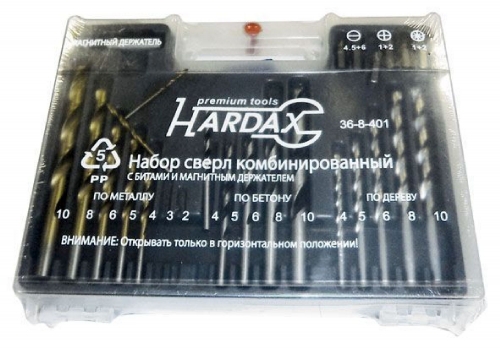 МАГНИТНЫЙ ДЕРЖАТЕЛЬ
4.5+6 1+2 1+2
premium tools
HARDAX
36-8-401
5
PP
Набор сверл комбинированный
С БИТАМИ И МАГНИТНЫМ ДЕРЖАТЕЛЕМ
ПО МЕТАЛЛУ ПО БЕТОНУ ПО ДЕРЕВУ
10 8 6 5 4 3 2 4 5 6 8 10 4 5 6 8 10
ВНИМАНИЕ: Открывать только в горизонтальном положении!